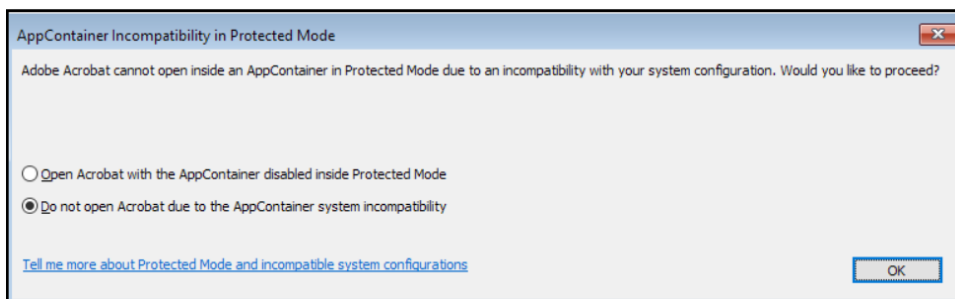 AppContainer Incompatibility in Protected Mode
Adobe Acrobat cannot open inside an AppContainer in Protected Mode due to an incompatibility with your system configuration. Would you like to proceed?
Open Acrobat with the AppContainer disabled inside Protected Mode
Do not open Acrobat due to the AppContainer system incompatibility
Tell me more about Protected Mode and incompatible system configurations
OK